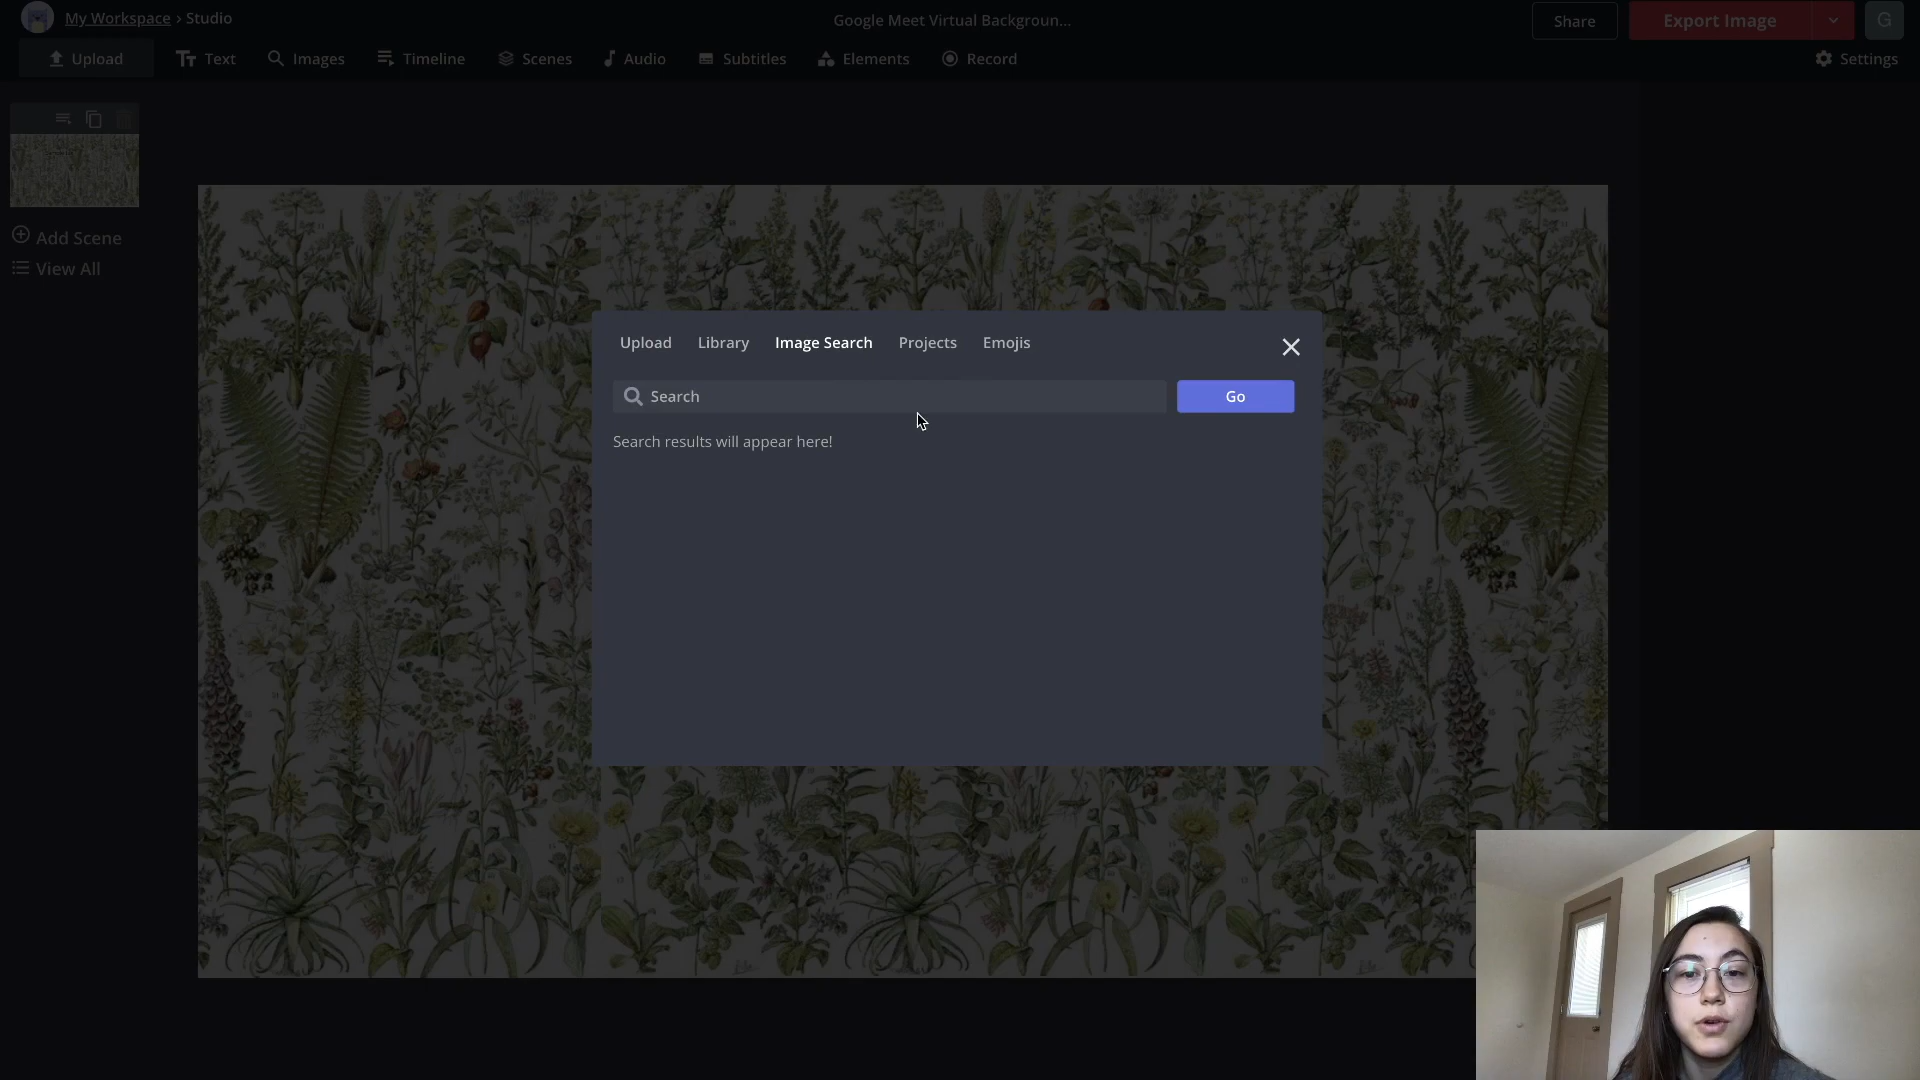 My Workspace › Studio
Google Meet Virtual Backgroun...
Share
Export Image
G
Upload
Text
Images
Timeline
Scenes
Audio
Subtitles
Elements
Record
Settings
Add Scene
View All
Upload
Library
Image Search
Projects
Emojis
Search
Go
Search results will appear here!